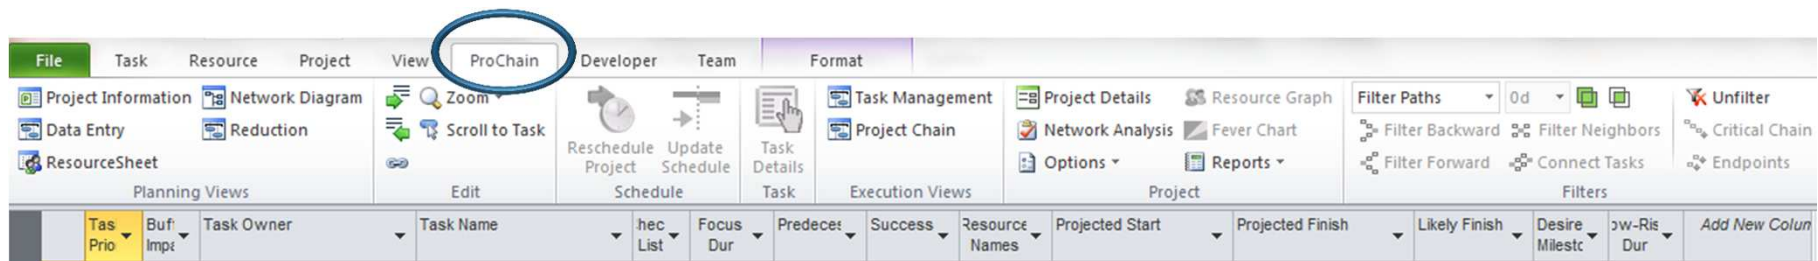 File Task Resource Project View ProChain Developer Team Format
Project Information Network Diagram Zoom Task Management Project Details Resource Graph Filter Paths 0d Unfilter
Data Entry Reduction Scroll to Task Project Chain Network Analysis Fever Chart Filter Backward Filter Neighbors Critical Chain
Reschedule Project Update Schedule Task Details
ResourceSheet Options Reports Filter Forward Connect Tasks Endpoints
Planning Views Edit Schedule Task Execution Views Project Filters
Tas Buff Task Owner Task Name hec Focus Predeces Success Resource Projected Start Projected Finish Likely Finish Desire ow-Ris Add New Colum
Prio Impa List Dur Names Milesto Dur